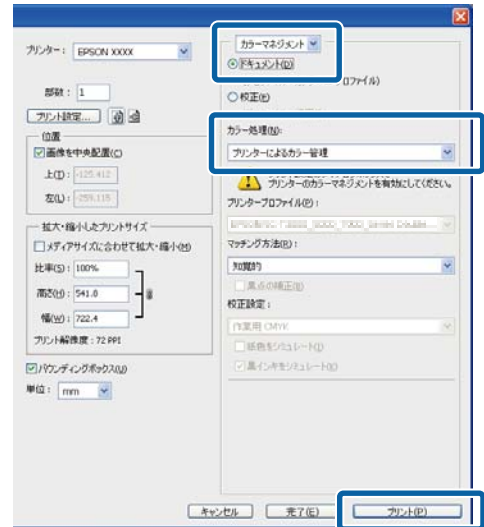 プリンター： EPSON XXXX
部数： 1
プリント設定...
位置
画像を中央配置(C)
上(T)： -125.412
左(L)： -259.115
拡大・縮小したプリントサイズ
メディアサイズに合わせて拡大・縮小(M)
比率(S)： 100%
高さ(H)： 541.0
幅(W)： 722.4
プリント解像度：72 PPI
バウンディングボックス(U)
単位： mm
カラーマネジメント
ドキュメント(D)
ロファイル)
校正(E)
カラー処理(N)：
プリンターによるカラー管理
プリンターのカラーマネジメントを有効にしてください。
プリンタープロファイル(P)：
マッチング方法(R)：
知覚的
黒点の補正(B)
校正設定：
作業用 CMYK
紙色をシミュレート(Q)
黒インキをシミュレート(K)
キャンセル
完了(E)
プリント(P)